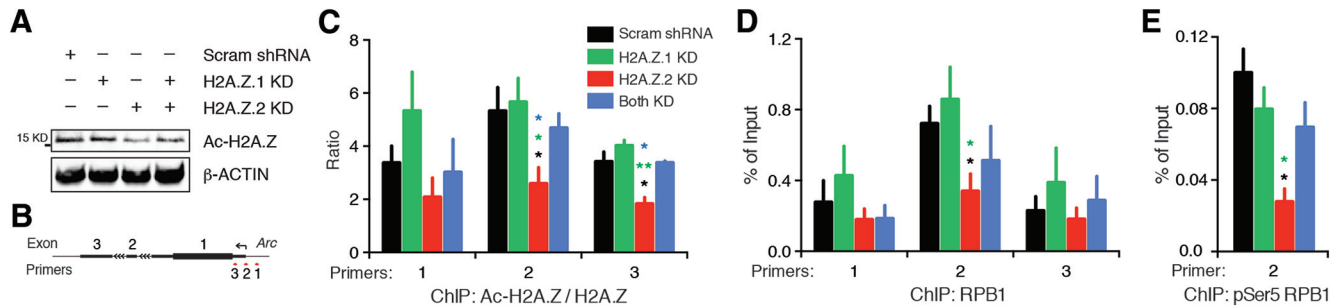 A
+ – – – Scram shRNA
– + – + H2A.Z.1 KD
– – + + H2A.Z.2 KD
15 KD
Ac-H2A.Z
β-ACTIN
B
Exon 3 2 1 Arc
Primers 3 2 1
C
8
6
4
2
0
Ratio
Scram shRNA
H2A.Z.1 KD
H2A.Z.2 KD
Both KD
*
*
*
*
**
*
Primers: 1 2 3
ChIP: Ac-H2A.Z / H2A.Z
D
1.2
0.8
0.4
0.0
% of Input
*
*
Primers: 1 2 3
ChIP: RPB1
E
0.12
0.08
0.04
0.0
% of Input
*
*
Primer: 2
ChIP: pSer5 RPB1